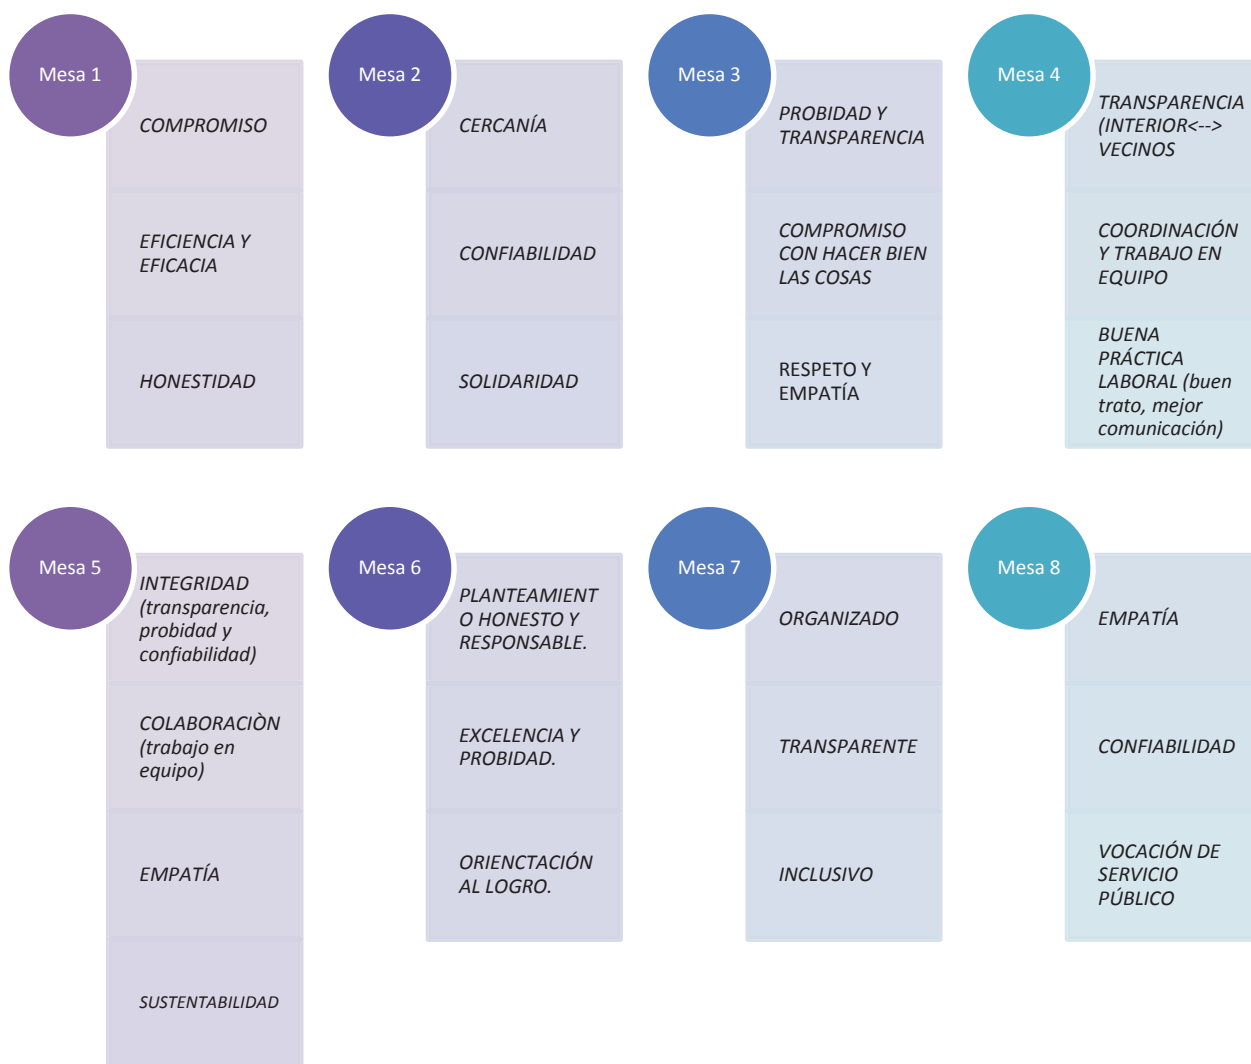 Mesa 1
COMPROMISO
EFICIENCIA Y
EFICACIA
HONESTIDAD
Mesa 2
CERCANÍA
CONFIABILIDAD
SOLIDARIDAD
Mesa 3
PROBIDAD Y
TRANSPARENCIA
COMPROMISO
CON HACER BIEN
LAS COSAS
RESPETO Y
EMPATÍA
Mesa 4
TRANSPARENCIA
(INTERIOR<-->
VECINOS
COORDINACIÓN
Y TRABAJO EN
EQUIPO
BUENA
PRÁCTICA
LABORAL (buen
trato, mejor
comunicación)
Mesa 5
INTEGRIDAD
(transparencia,
probidad y
confiabilidad)
COLABORACIÒN
(trabajo en
equipo)
EMPATÍA
SUSTENTABILIDAD
Mesa 6
PLANTEAMIENT
O HONESTO Y
RESPONSABLE.
EXCELENCIA Y
PROBIDAD.
ORIENCTACIÓN
AL LOGRO.
Mesa 7
ORGANIZADO
TRANSPARENTE
INCLUSIVO
Mesa 8
EMPATÍA
CONFIABILIDAD
VOCACIÓN DE
SERVICIO
PÚBLICO